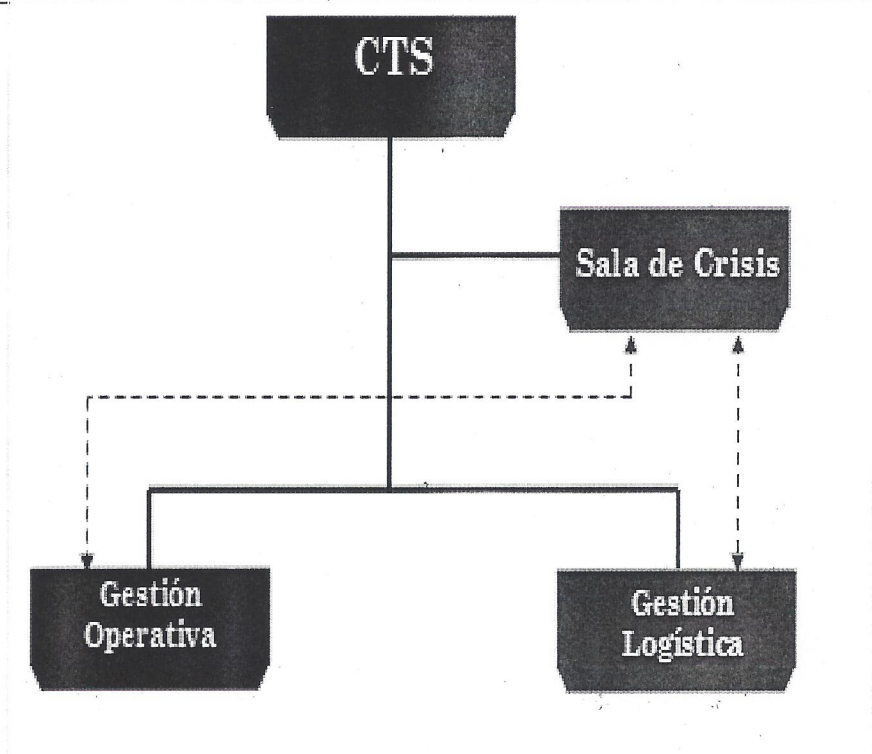 CTS
Sala de Crisis
Gestión
Operativa
Gestión
Logística